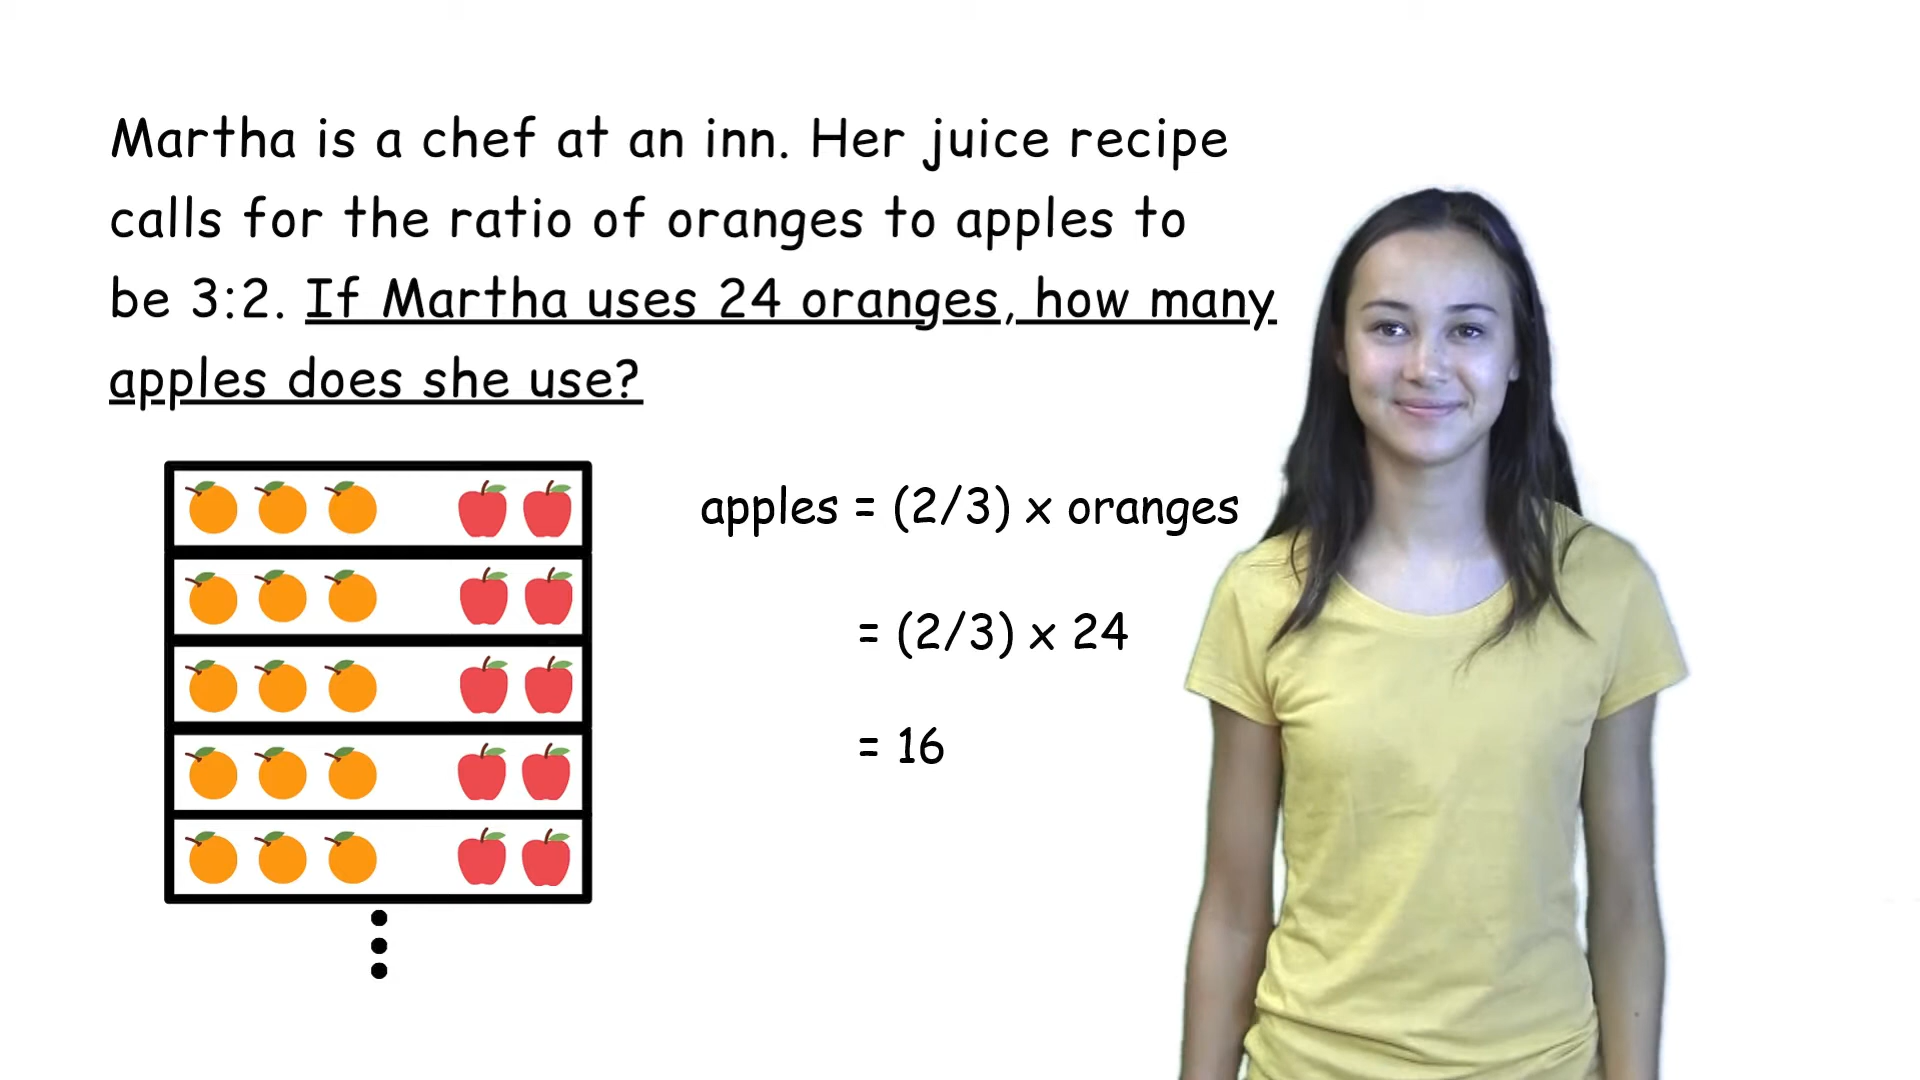 Martha is a chef at an inn. Her juice recipe
calls for the ratio of oranges to apples to
be 3:2. If Martha uses 24 oranges, how many
apples does she use?
apples = (2/3) x oranges
= (2/3) x 24
= 16